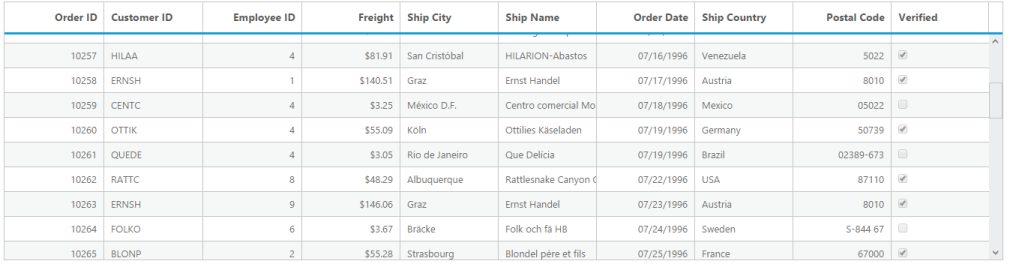 Order ID Customer ID Employee ID Freight Ship City Ship Name Order Date Ship Country Postal Code Verified
10257 HILAA 4 $81.91 San Cristóbal HILARION-Abastos 07/16/1996 Venezuela 5022
10258 ERNSH 1 $140.51 Graz Ernst Handel 07/17/1996 Austria 8010
10259 CENTC 4 $3.25 México D.F. Centro comercial Mo 07/18/1996 Mexico 05022
10260 OTTIK 4 $55.09 Köln Ottilies Käseladen 07/19/1996 Germany 50739
10261 QUEDE 4 $3.05 Rio de Janeiro Que Delícia 07/19/1996 Brazil 02389-673
10262 RATTC 8 $48.29 Albuquerque Rattlesnake Canyon 07/22/1996 USA 87110
10263 ERNSH 9 $146.06 Graz Ernst Handel 07/23/1996 Austria 8010
10264 FOLKO 6 $3.67 Bräcke Folk och fä HB 07/24/1996 Sweden S-844 67
10265 BLONP 2 $55.28 Strasbourg Blondel père et fils 07/25/1996 France 67000